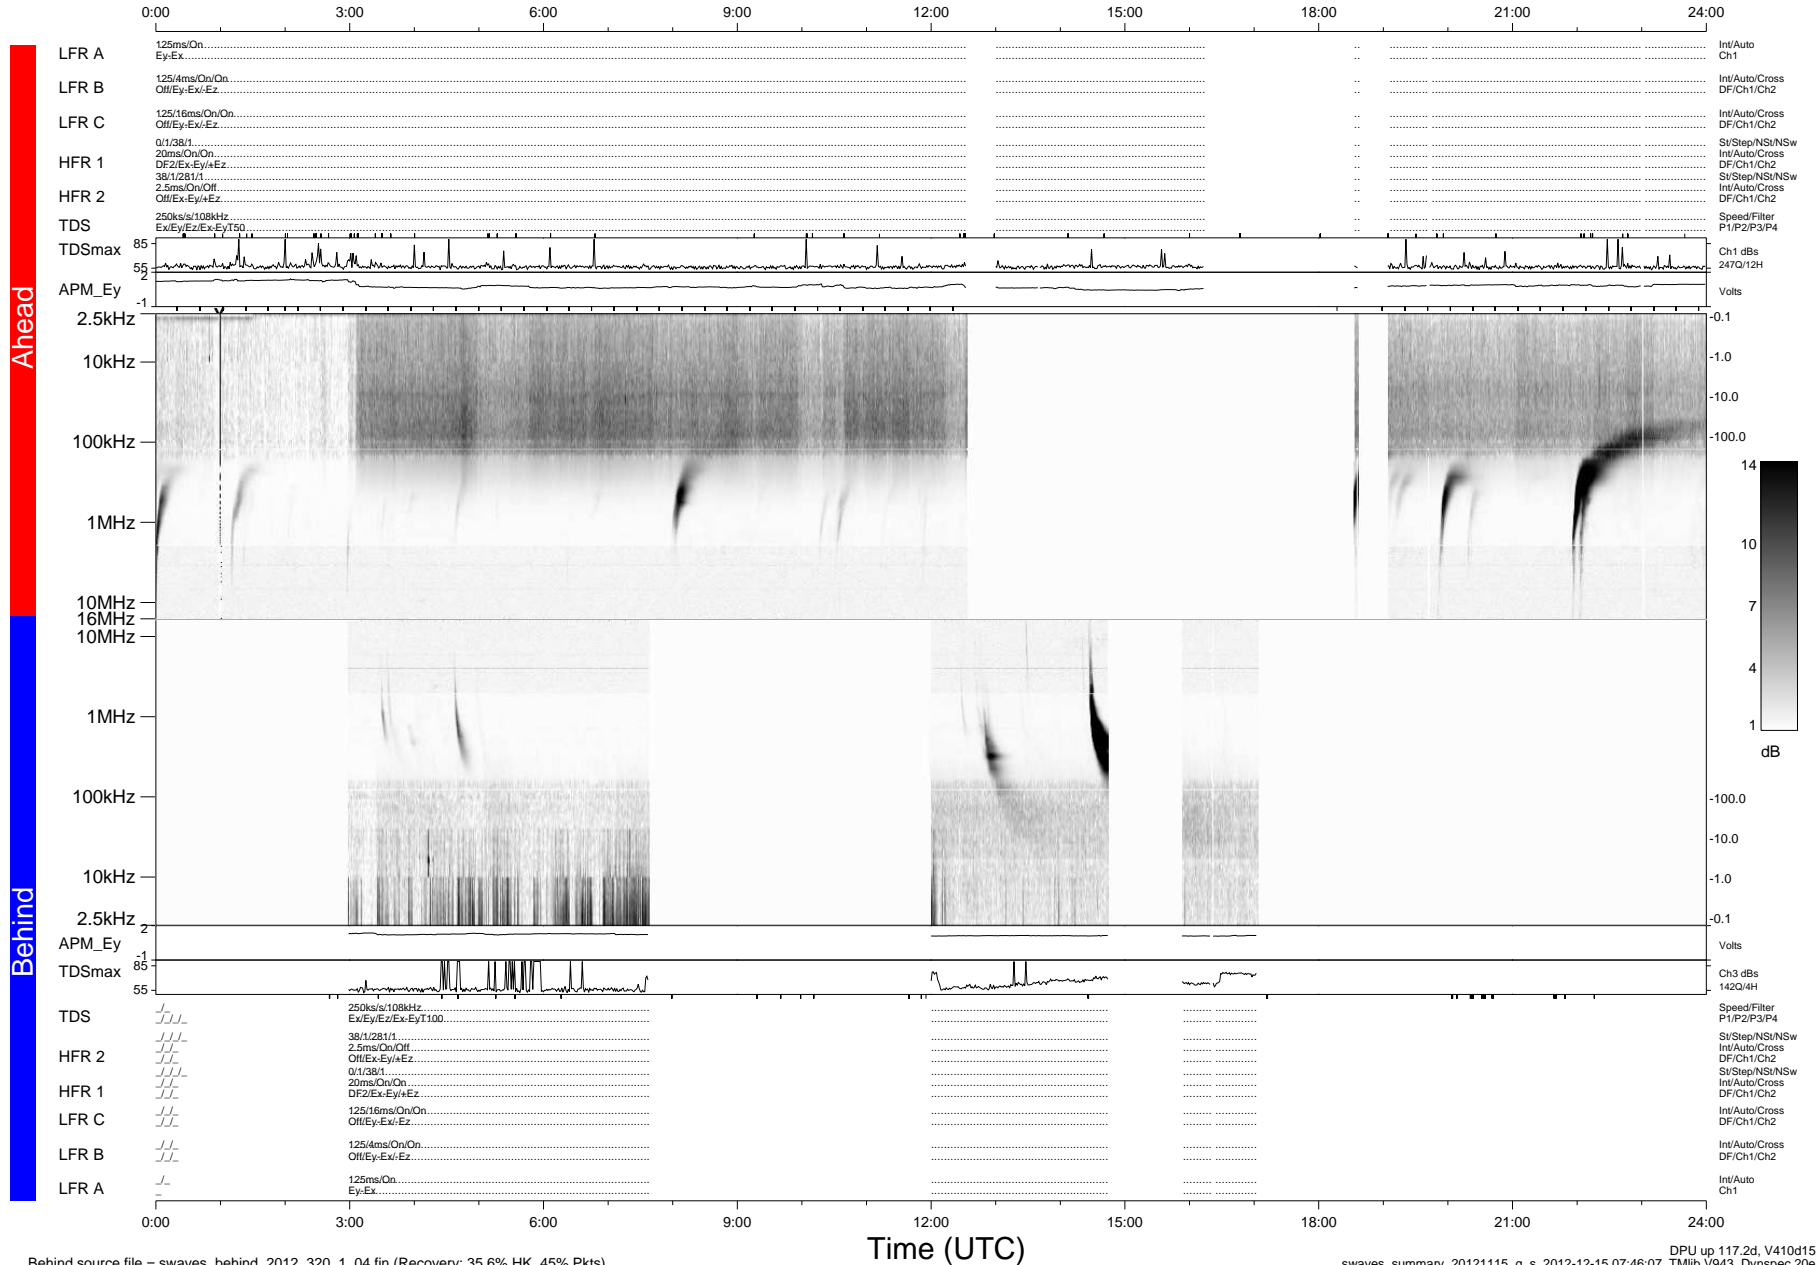 0:00 3:00 6:00 9:00 12:00 15:00 18:00 21:00 24:00
LFR A 125ms/On Int/Auto
Ey-Ex Ch1
LFR B 125/4ms/On/On Int/Auto/Cross
Off/Ey-Ex/-Ez DF/Ch1/Ch2
LFR C 125/16ms/On/On Int/Auto/Cross
Off/Ey-Ex/-Ez DF/Ch1/Ch2
0/1/38/1 St/Step/NSt/NSw
HFR 1 20ms/On/On Int/Auto/Cross
DF2/Ex-Ey/+Ez DF/Ch1/Ch2
38/1/281/1 St/Step/NSt/NSw
HFR 2 2.5ms/On/Off Int/Auto/Cross
Off/Ex-Ey/+Ez DF/Ch1/Ch2
TDS 250ks/s/108kHz Speed/Filter
Ex/Ey/Ez/Ex-EyT50 P1/P2/P3/P4
TDSmax 85 Ch1 dBs
55 247Q/12H
APM_Ey 2 Volts
-1
Ahead
2.5kHz -0.1
10kHz -1.0
-10.0
100kHz -100.0
1MHz
10MHz
16MHz
14
10
7
4
1
dB
Behind
10MHz
1MHz
100kHz -100.0
-10.0
10kHz -1.0
2.5kHz -0.1
APM_Ey 2 Volts
-1
TDSmax 85 Ch3 dBs
55 142Q/4H
TDS _/_ 250ks/s/108kHz Speed/Filter
_/_/_/_ Ex/Ey/Ez/Ex-EyT100 P1/P2/P3/P4
_/_/_/_ 38/1/281/1 St/Step/NSt/NSw
HFR 2 _/_/_ 2.5ms/On/Off Int/Auto/Cross
_/_/_ Off/Ex-Ey/+Ez DF/Ch1/Ch2
_/_/_/_ 0/1/38/1 St/Step/NSt/NSw
HFR 1 _/_/_ 20ms/On/On Int/Auto/Cross
_/_/_ DF2/Ex-Ey/+Ez DF/Ch1/Ch2
LFR C _/_/_ 125/16ms/On/On Int/Auto/Cross
_/_/_ Off/Ey-Ex/-Ez DF/Ch1/Ch2
LFR B _/_/_ 125/4ms/On/On Int/Auto/Cross
_/_/_ Off/Ey-Ex/-Ez DF/Ch1/Ch2
LFR A _/_ 125ms/On Int/Auto
_ Ey-Ex Ch1
0:00 3:00 6:00 9:00 12:00 15:00 18:00 21:00 24:00
Time (UTC)
DPU up 117.2d, V410d15
Behind source file = swaves_behind_2012_320_1_04.fin (Recovery: 35.6% HK, 45% Pkts)
swaves_summary_20121115_g_s 2012-12-15 07:46:07 TMlib V943 Dynspec 20e